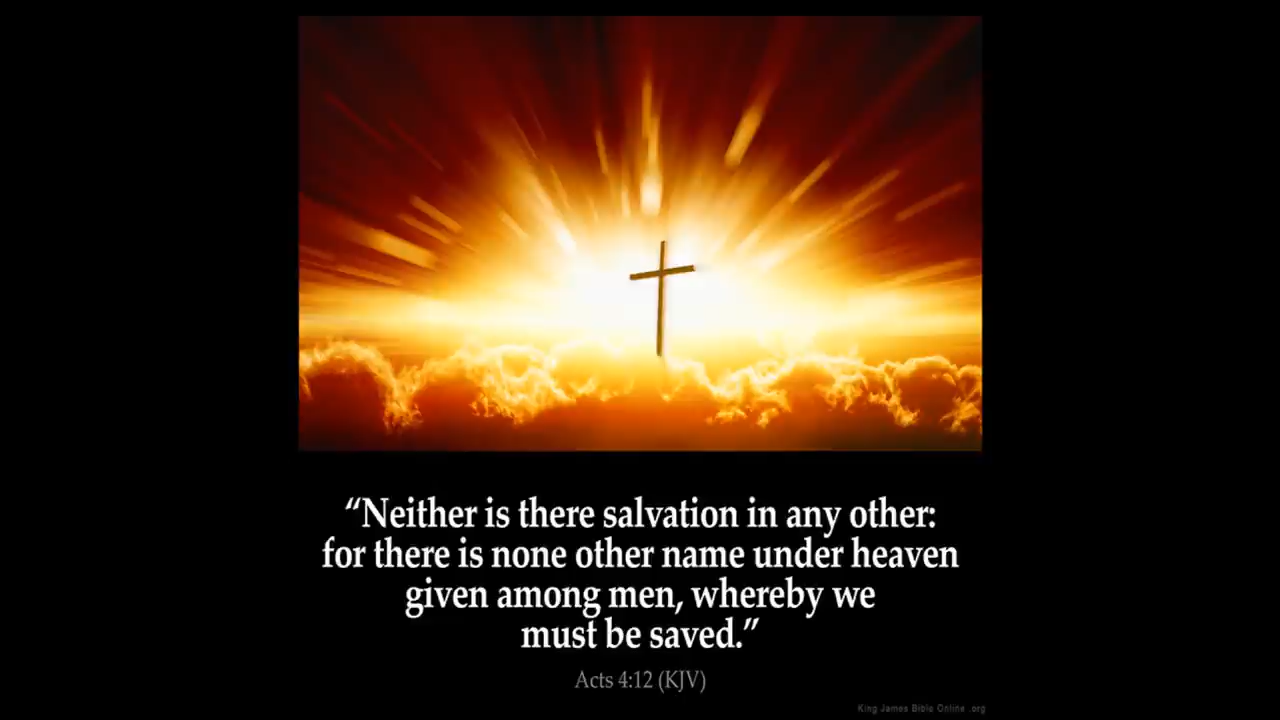 “Neither is there salvation in any other:
for there is none other name under heaven
given among men, whereby we
must be saved.”
Acts 4:12 (KJV)
King James Bible Online .org